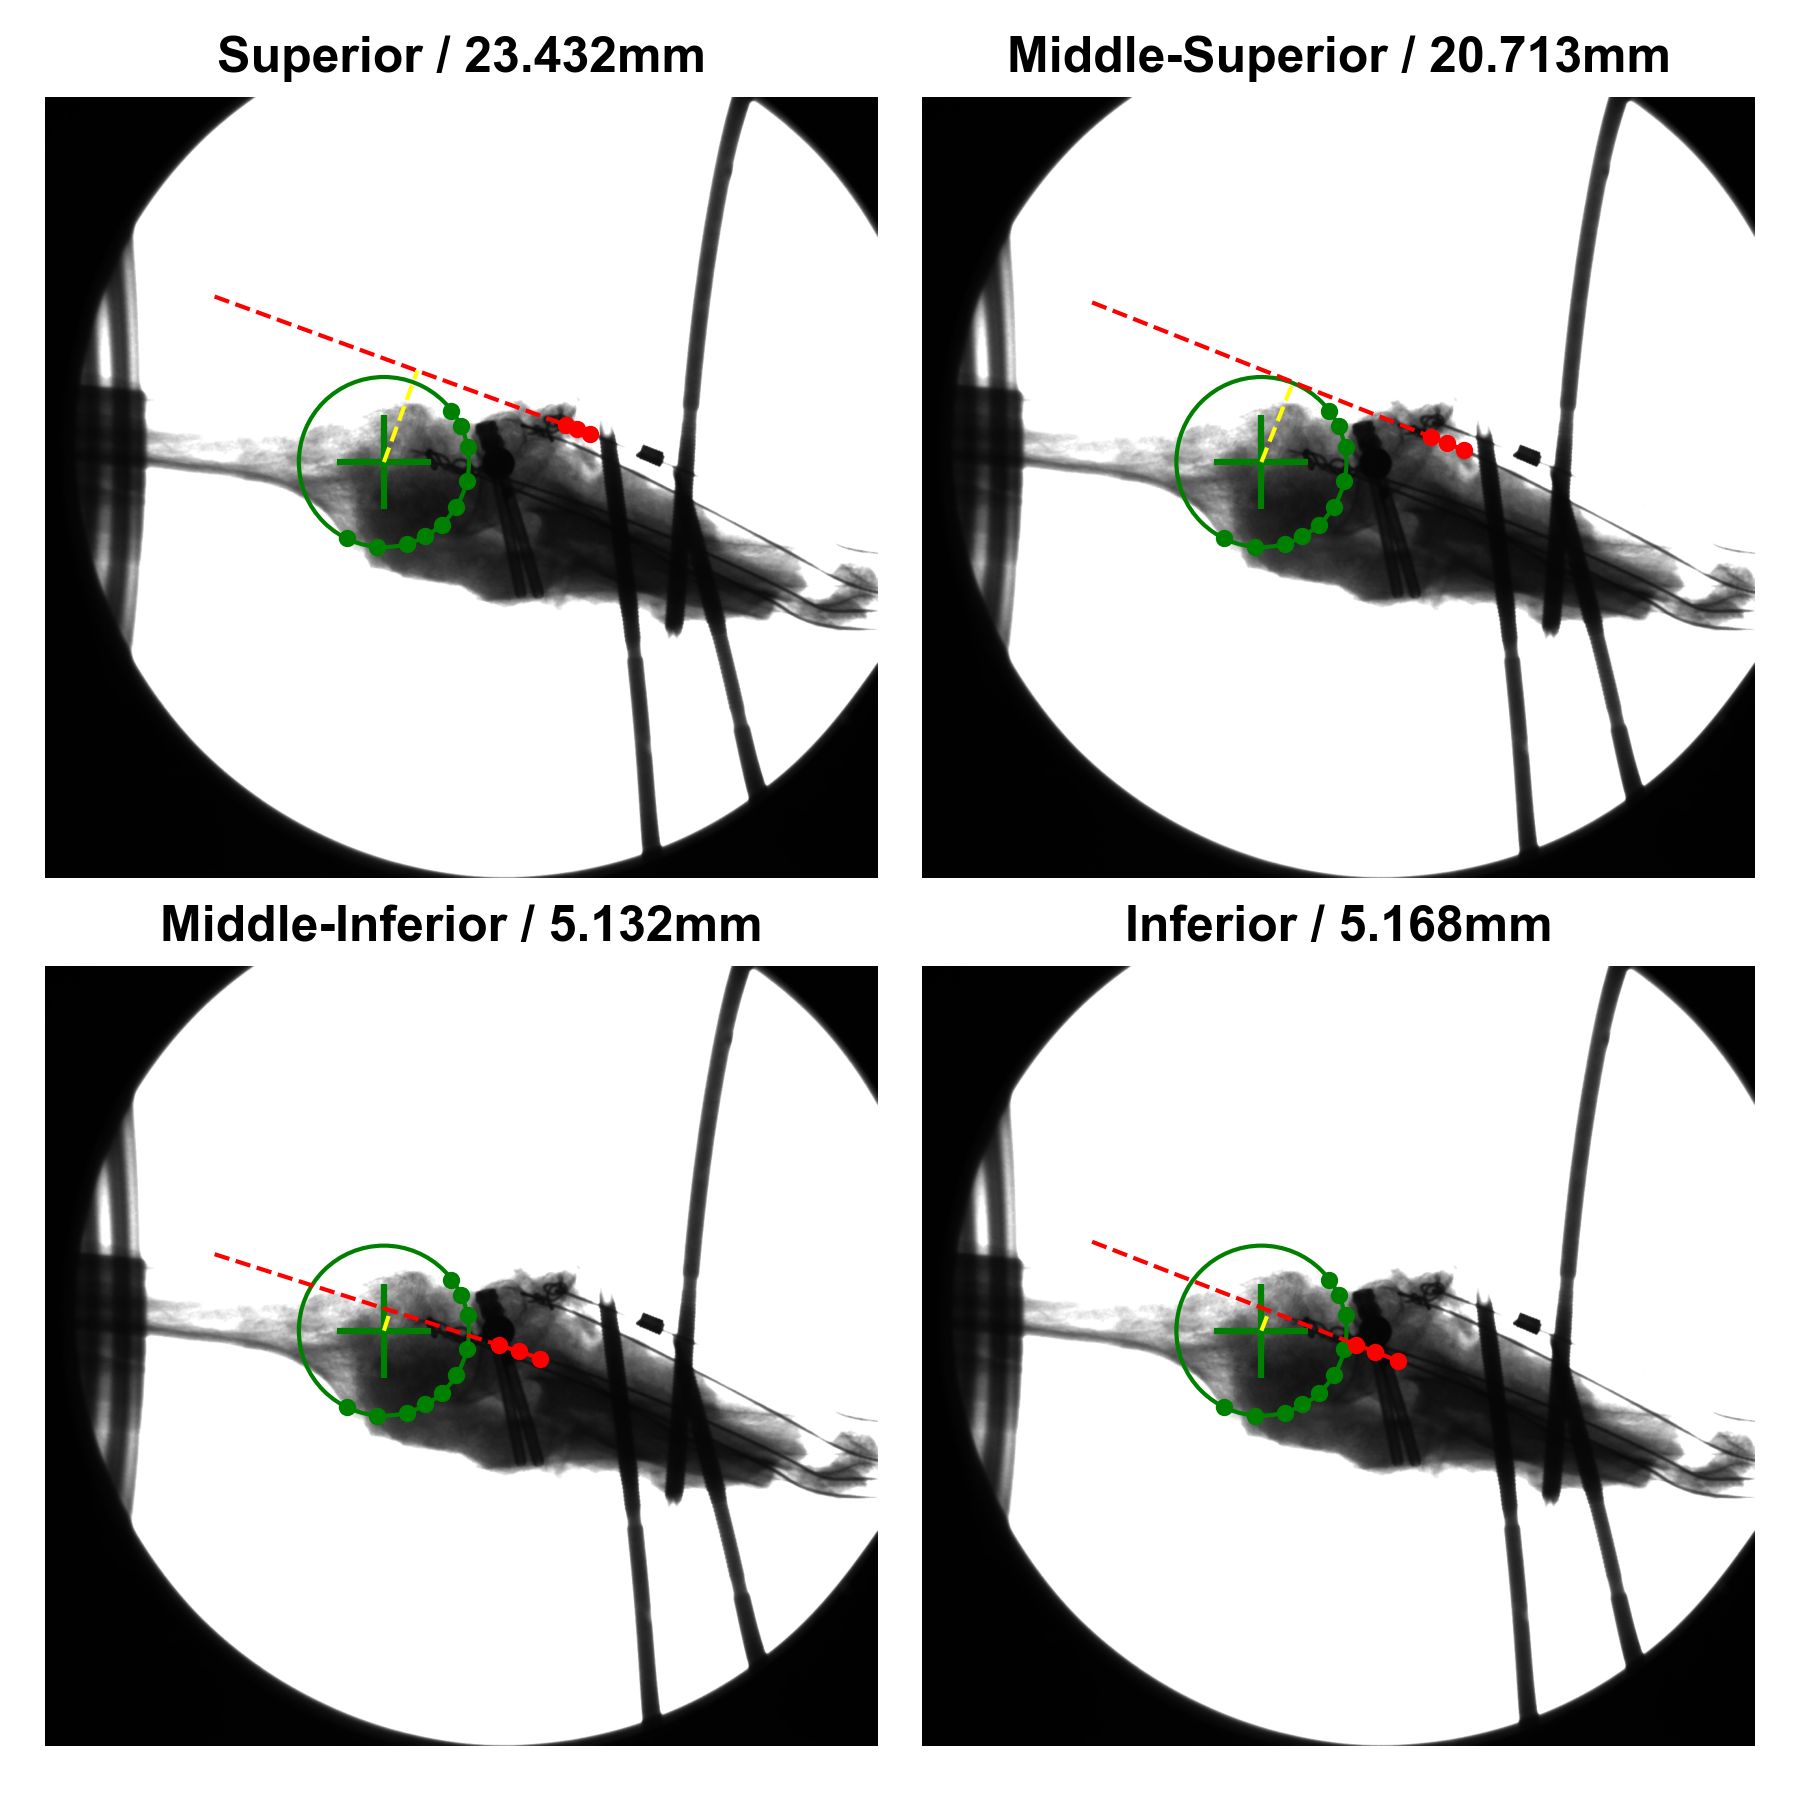 Superior / 23.432mm
Middle-Superior / 20.713mm
Middle-Inferior / 5.132mm
Inferior / 5.168mm